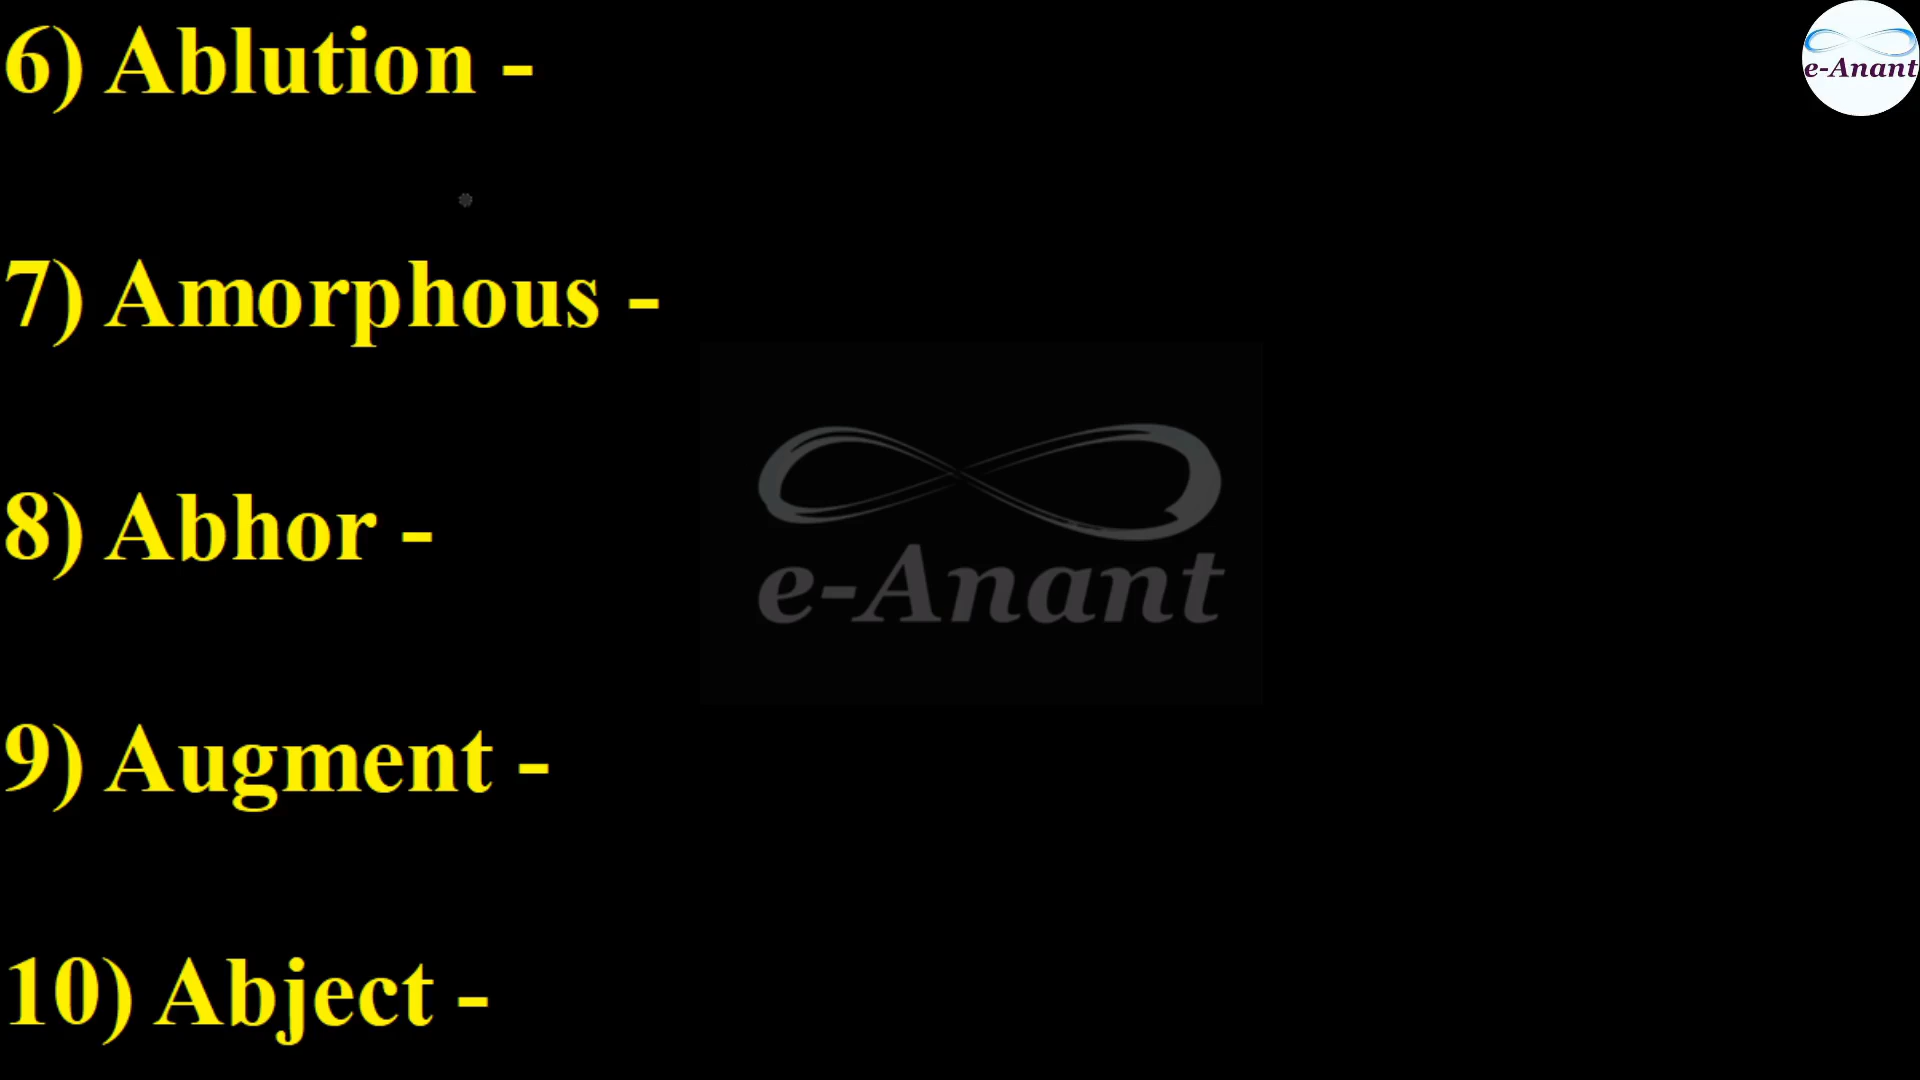 6) Ablution -
e-Anant
7) Amorphous -
8) Abhor -
e-Anant
9) Augment -
10) Abject -